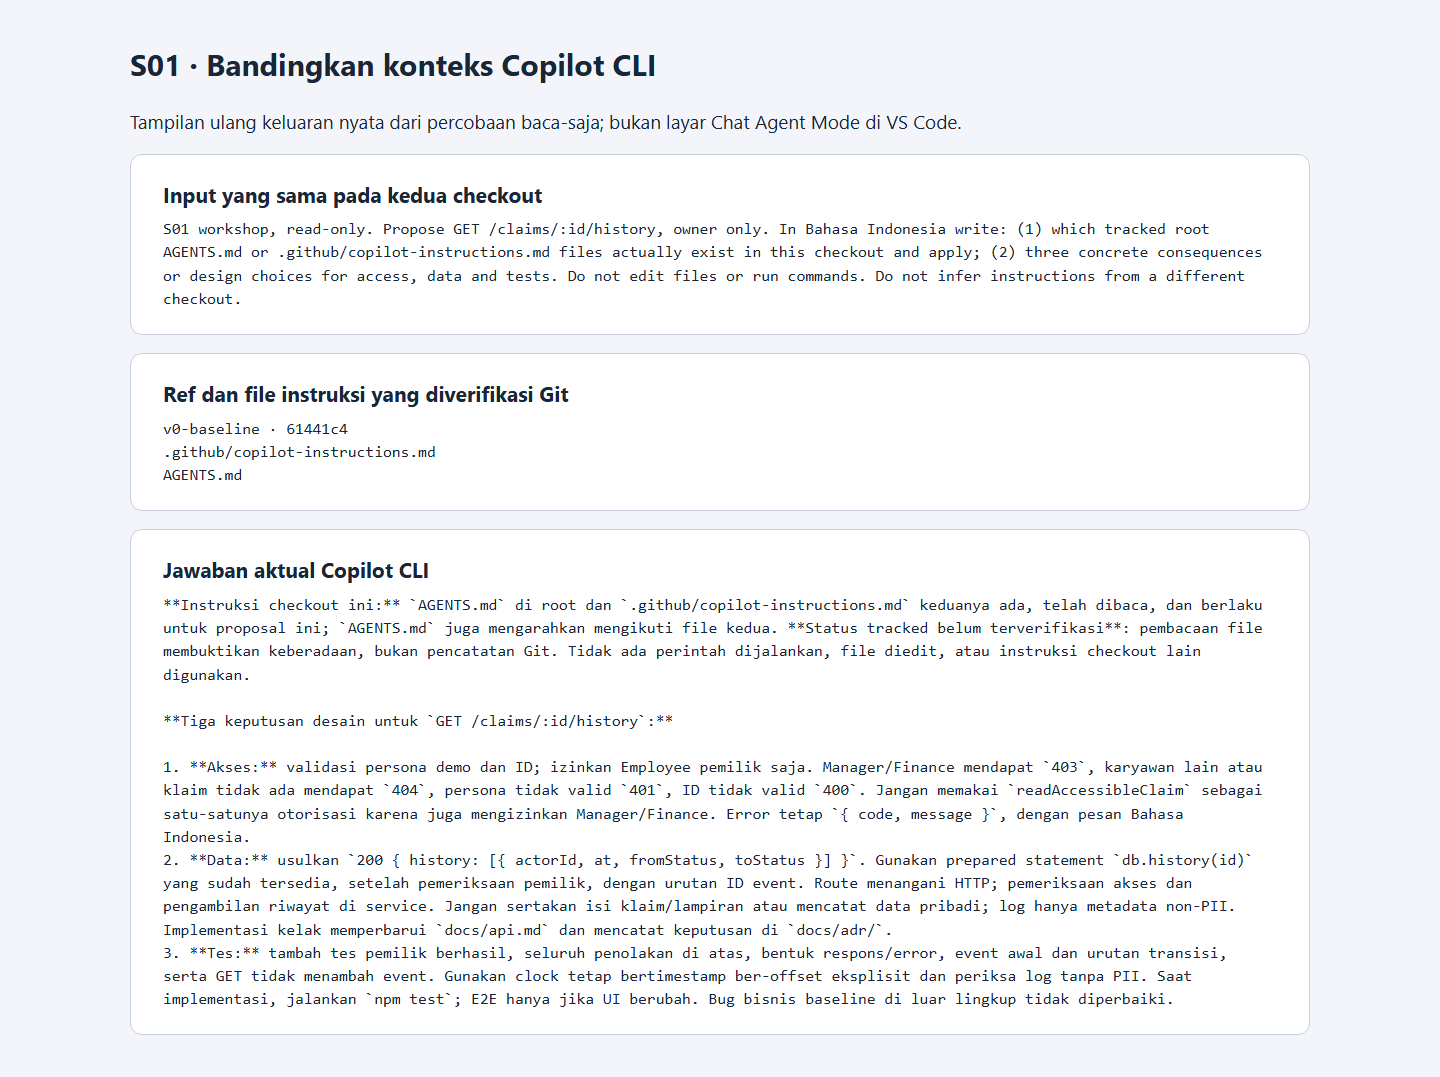 S01 · Bandingkan konteks Copilot CLI
Tampilan ulang keluaran nyata dari percobaan baca-saja; bukan layar Chat Agent Mode di VS Code.
Input yang sama pada kedua checkout
S01 workshop, read-only. Propose GET /claims/:id/history, owner only. In Bahasa Indonesia write: (1) which tracked root
AGENTS.md or .github/copilot-instructions.md files actually exist in this checkout and apply; (2) three concrete consequences
or design choices for access, data and tests. Do not edit files or run commands. Do not infer instructions from a different
checkout.
Ref dan file instruksi yang diverifikasi Git
v0-baseline · 61441c4
.github/copilot-instructions.md
AGENTS.md
Jawaban aktual Copilot CLI
**Instruksi checkout ini:** `AGENTS.md` di root dan `.github/copilot-instructions.md` keduanya ada, telah dibaca, dan berlaku
untuk proposal ini; `AGENTS.md` juga mengarahkan mengikuti file kedua. **Status tracked belum terverifikasi**: pembacaan file
membuktikan keberadaan, bukan pencatatan Git. Tidak ada perintah dijalankan, file diedit, atau instruksi checkout lain
digunakan.
**Tiga keputusan desain untuk `GET /claims/:id/history`:**
1. **Akses:** validasi persona demo dan ID; izinkan Employee pemilik saja. Manager/Finance mendapat `403`, karyawan lain atau
klaim tidak ada mendapat `404`, persona tidak valid `401`, ID tidak valid `400`. Jangan memakai `readAccessibleClaim` sebagai
satu-satunya otorisasi karena juga mengizinkan Manager/Finance. Error tetap `{ code, message }`, dengan pesan Bahasa
Indonesia.
2. **Data:** usulkan `200 { history: [{ actorId, at, fromStatus, toStatus }] }`. Gunakan prepared statement `db.history(id)`
yang sudah tersedia, setelah pemeriksaan pemilik, dengan urutan ID event. Route menangani HTTP; pemeriksaan akses dan
pengambilan riwayat di service. Jangan sertakan isi klaim/lampiran atau mencatat data pribadi; log hanya metadata non-PII.
Implementasi kelak memperbarui `docs/api.md` dan mencatat keputusan di `docs/adr/`.
3. **Tes:** tambah tes pemilik berhasil, seluruh penolakan di atas, bentuk respons/error, event awal dan urutan transisi,
serta GET tidak menambah event. Gunakan clock tetap bertimestamp ber-offset eksplisit dan periksa log tanpa PII. Saat
implementasi, jalankan `npm test`; E2E hanya jika UI berubah. Bug bisnis baseline di luar lingkup tidak diperbaiki.